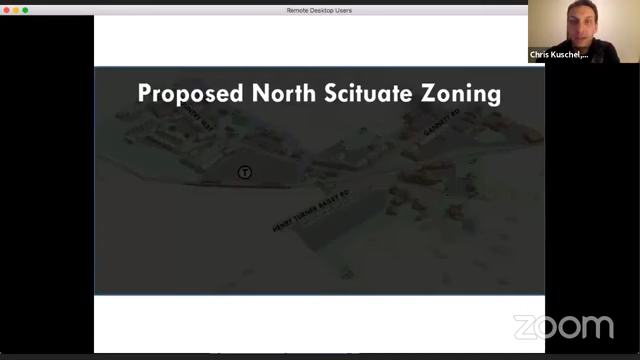 Remote Desktop Users
Chris Kuschel,...
Proposed North Scituate Zoning
GANNETT RD
T
HENRY TURNER BAILEY RD
zoom